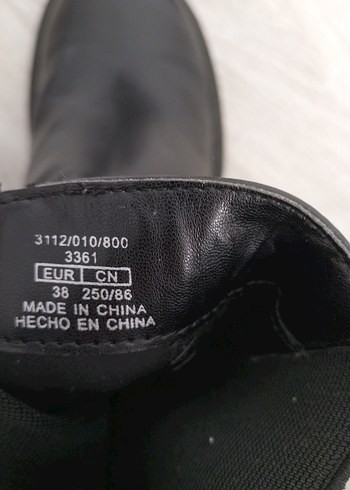 3112/010/800
3361
EUR CN
38 250/86
MADE IN CHINA
HECHO EN CHINA